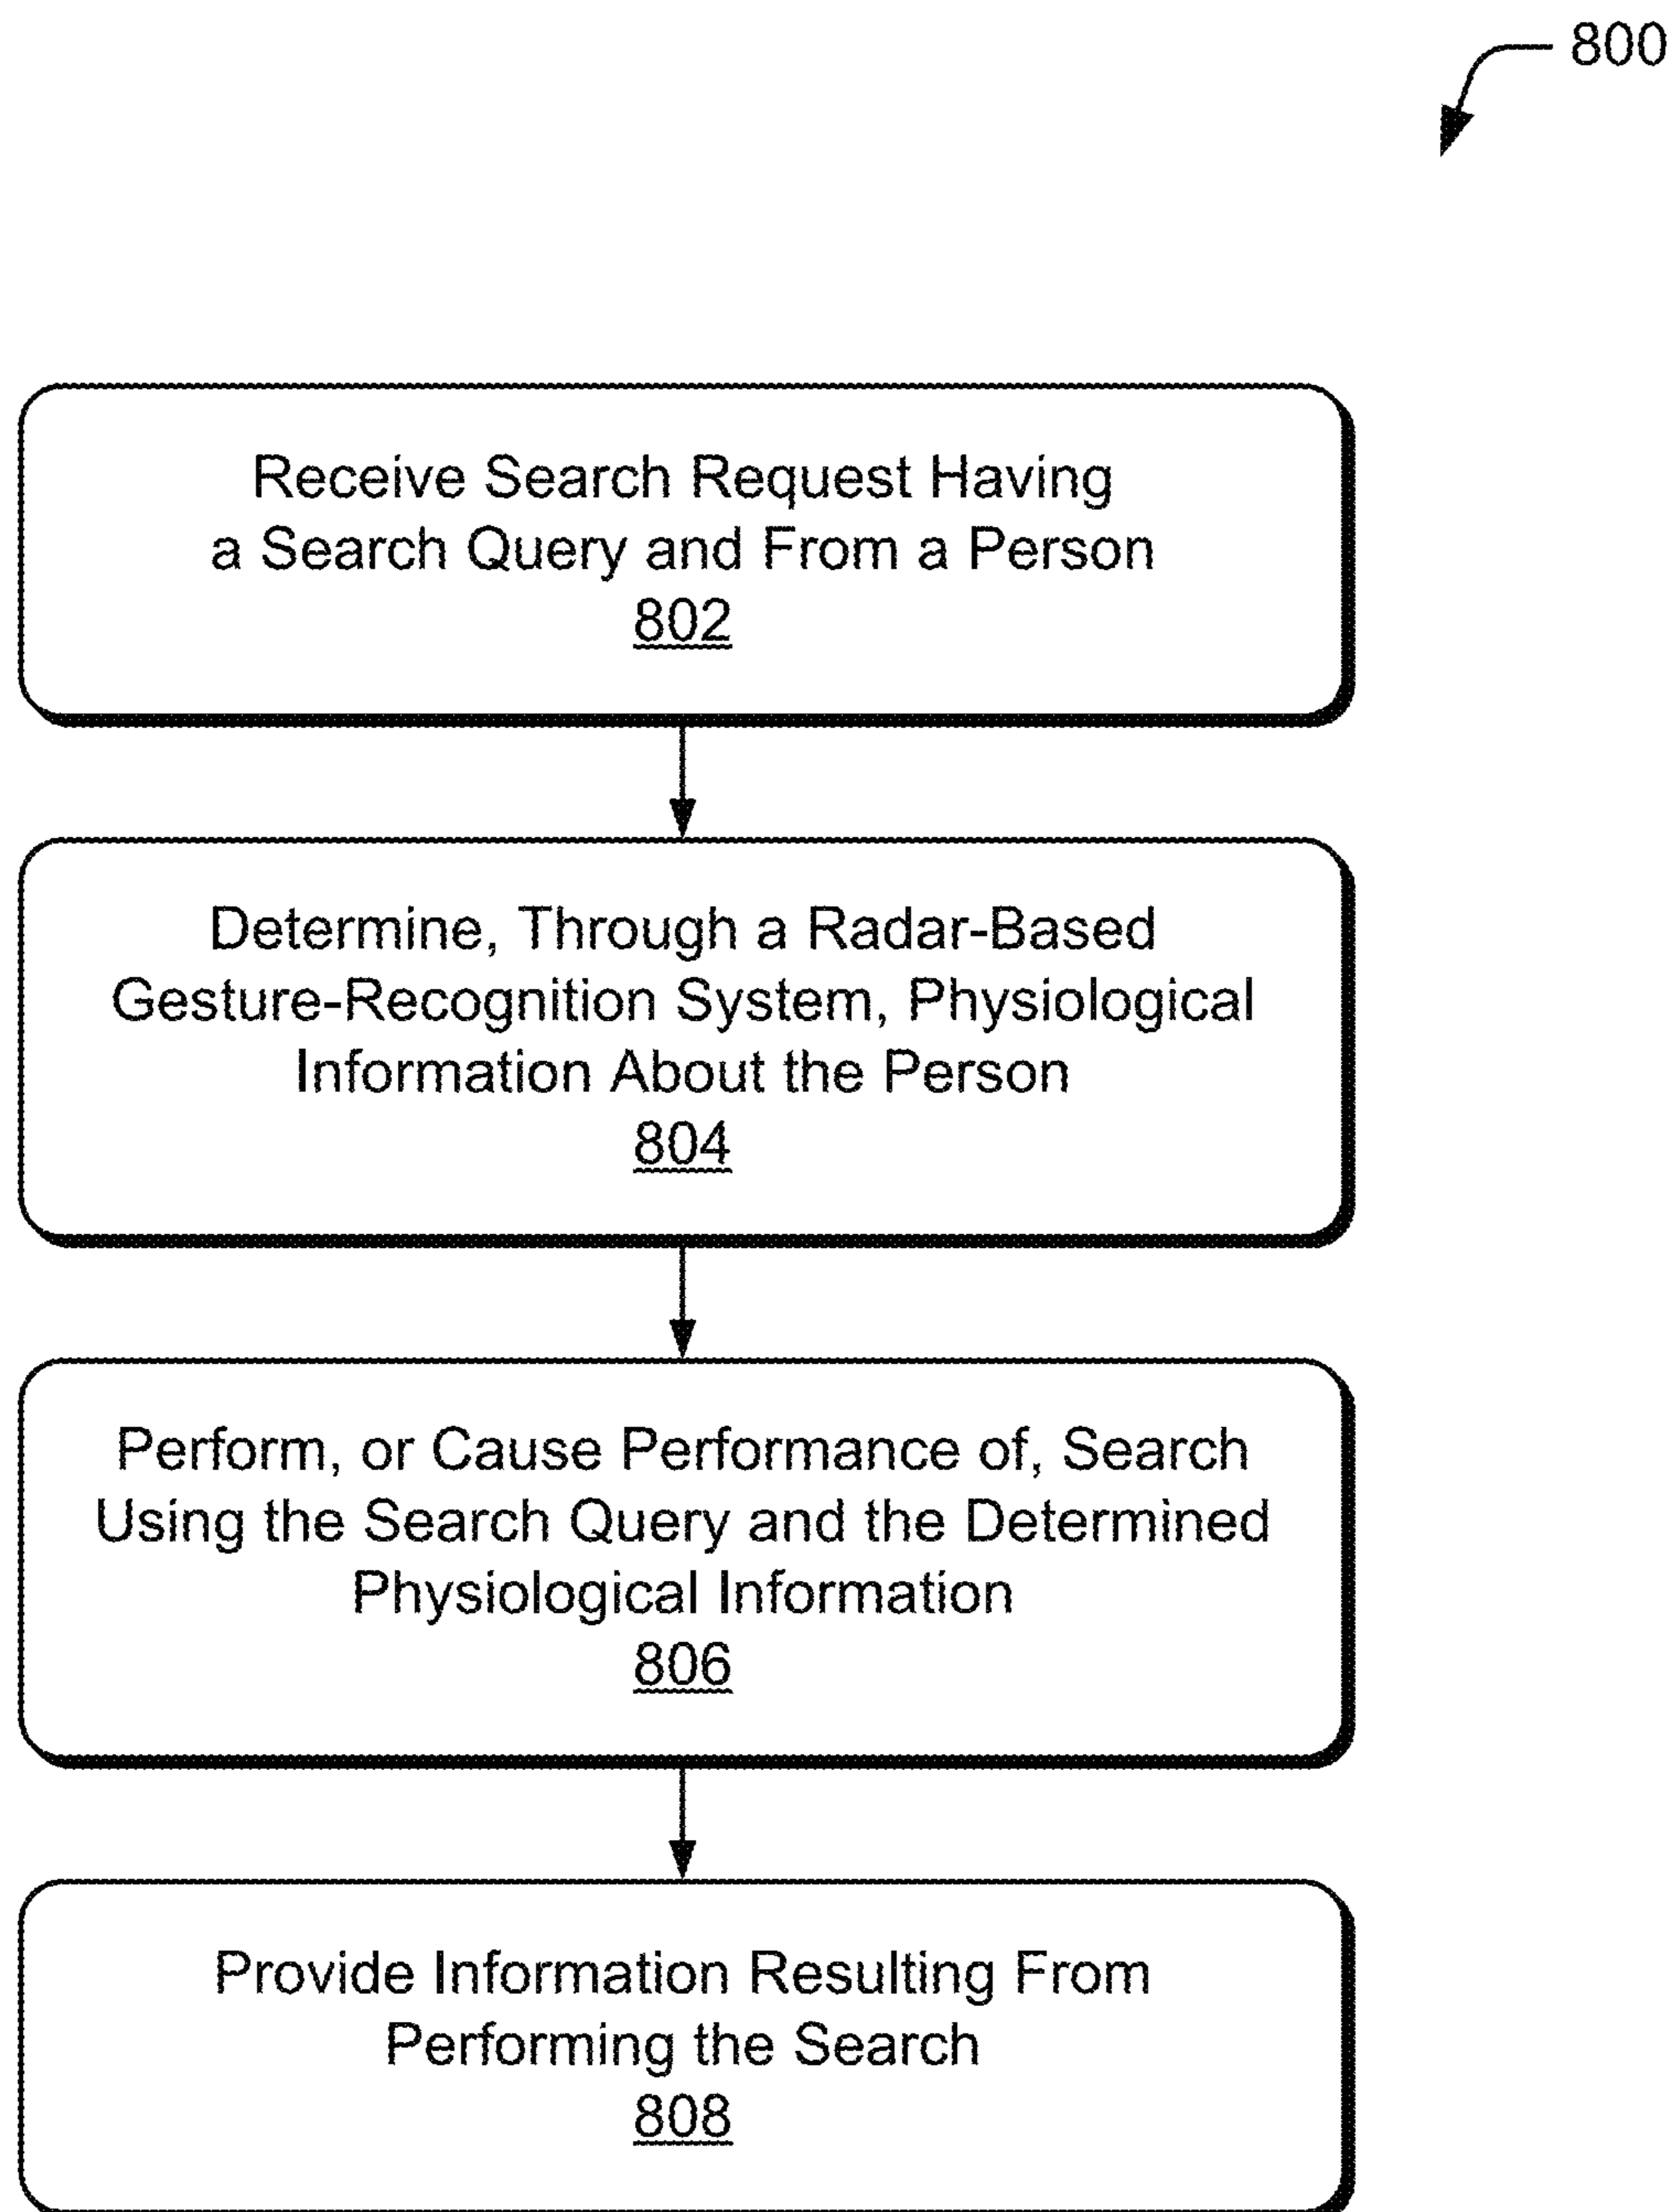 800
Receive Search Request Having
a Search Query and From a Person
802
Determine, Through a Radar-Based
Gesture-Recognition System, Physiological
Information About the Person
804
Perform, or Cause Performance of, Search
Using the Search Query and the Determined
Physiological Information
806
Provide Information Resulting From
Performing the Search
808